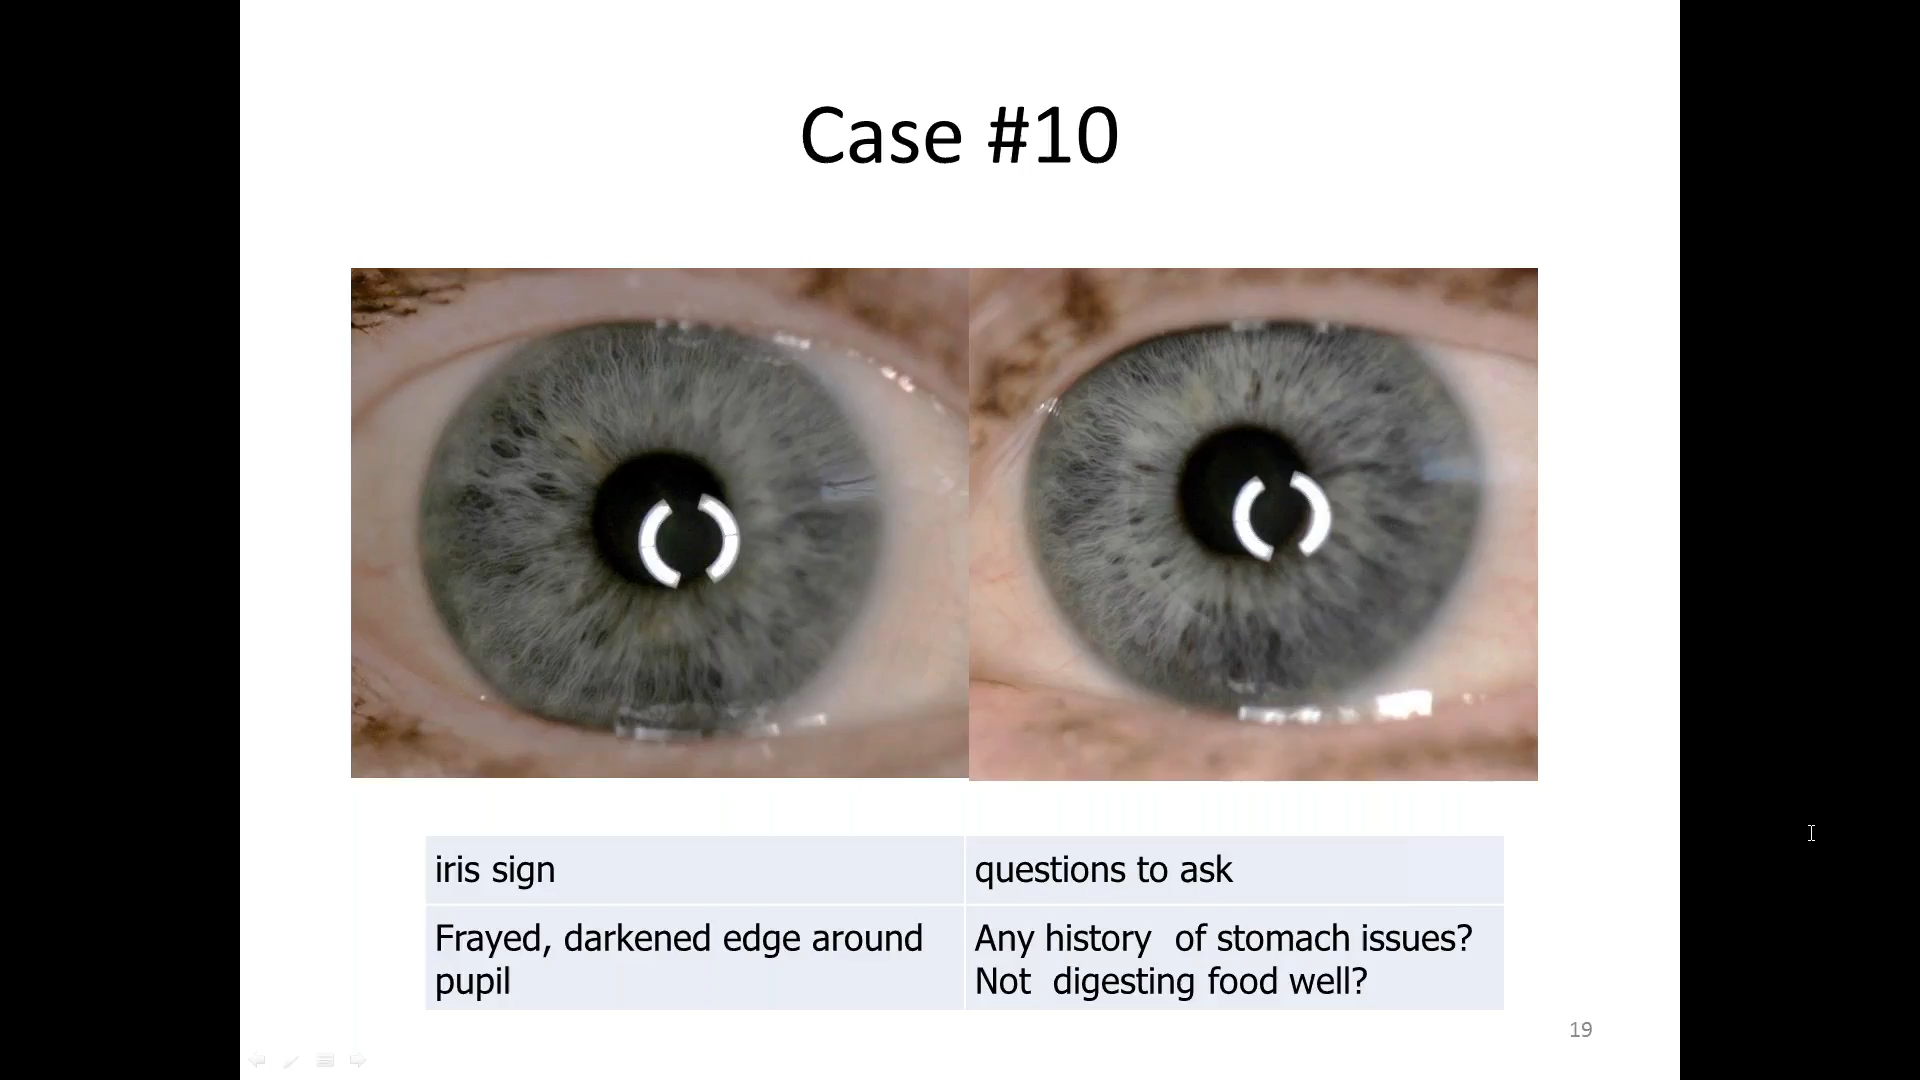 Case #10
iris sign
questions to ask
Frayed, darkened edge around
pupil
Any history  of stomach issues?
Not  digesting food well?
19